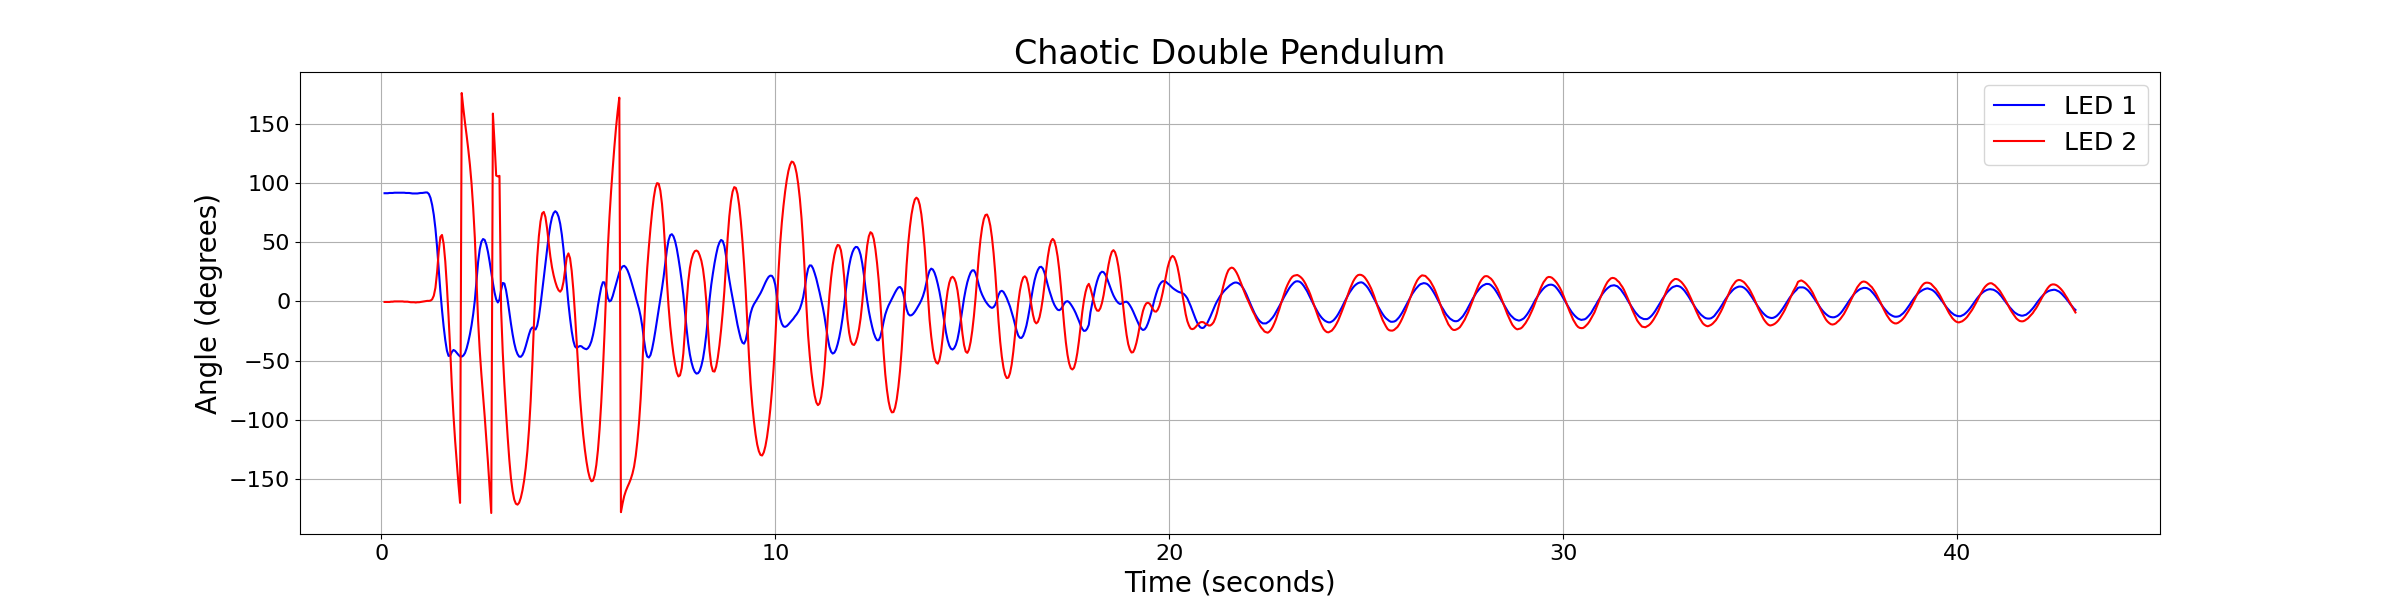 Chaotic Double Pendulum
LED 1
LED 2
Angle (degrees)
150
100
50
0
−50
−100
−150
0 10 20 30 40
Time (seconds)